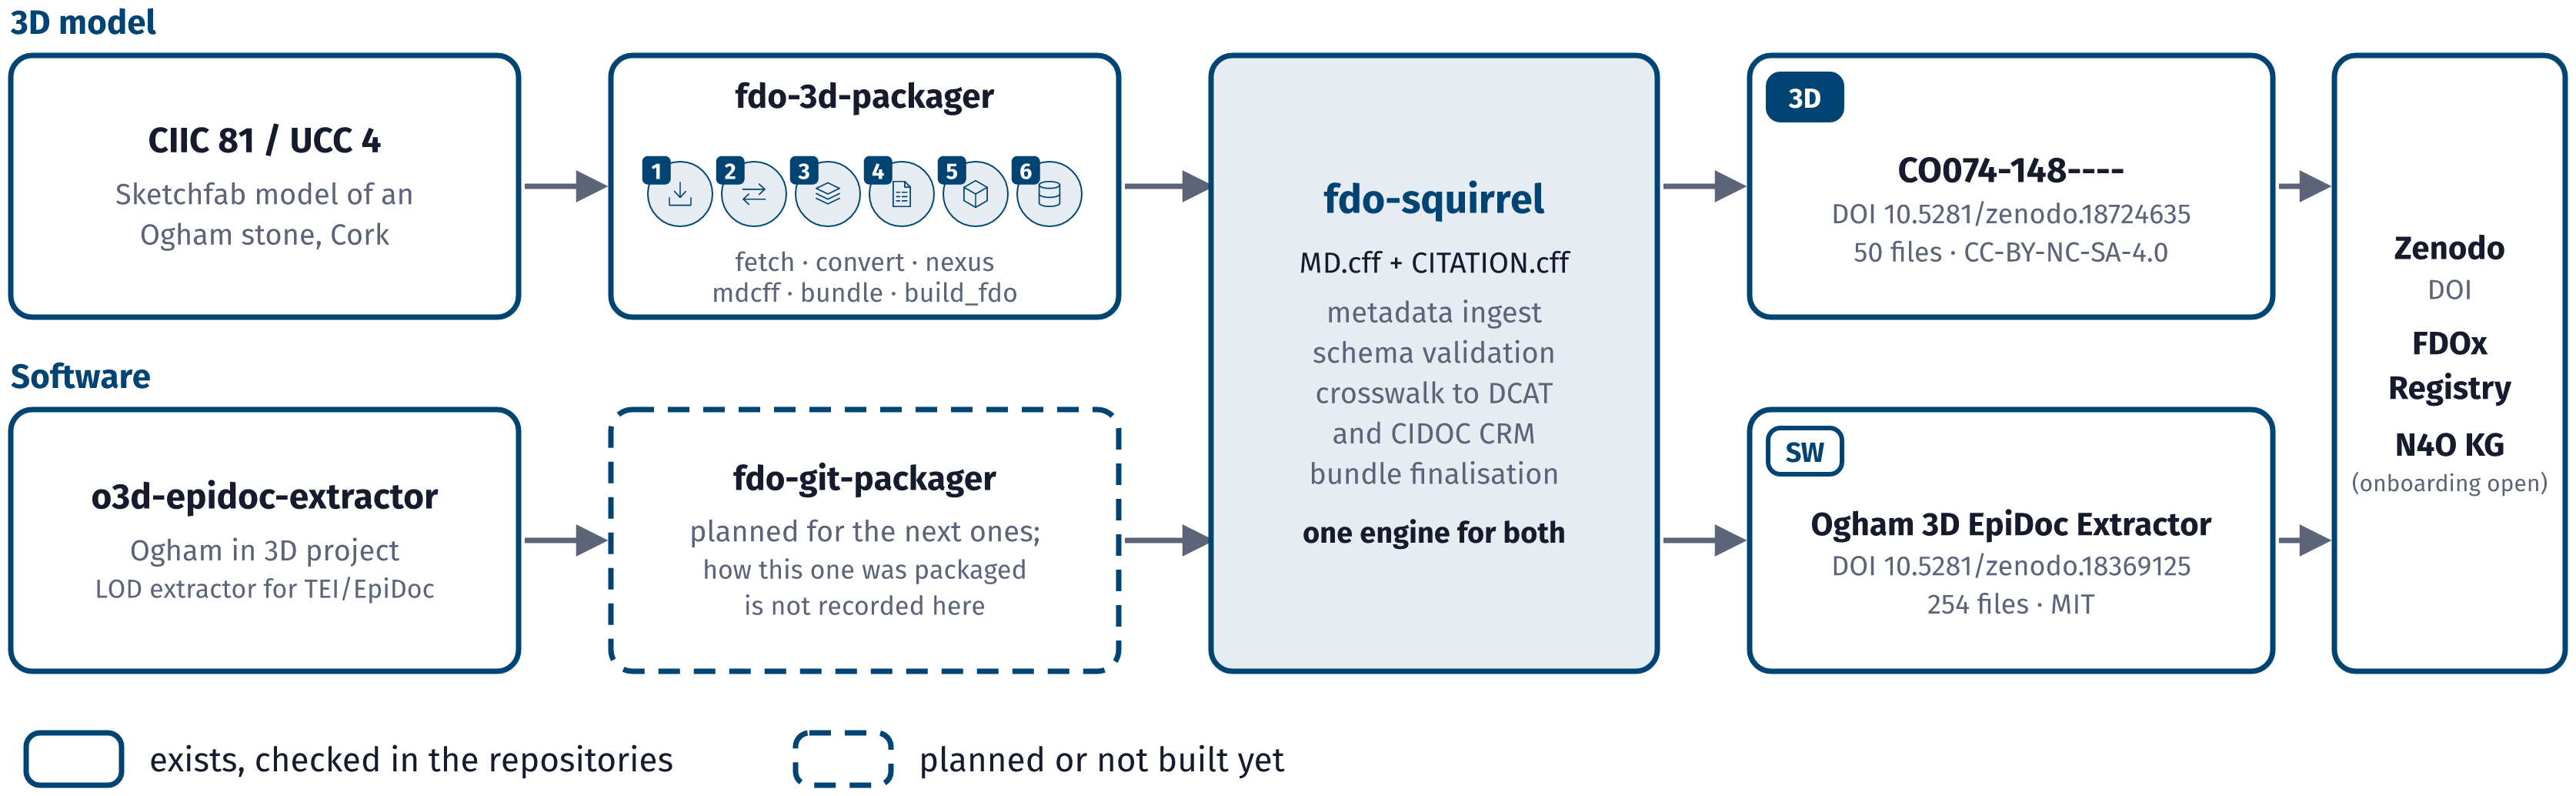 3D model
CIIC 81 / UCC 4
Sketchfab model of an
Ogham stone, Cork
fdo-3d-packager
1 2 3 4 5 6
fetch · convert · nexus
mdcff · bundle · build_fdo
fdo-squirrel
MD.cff + CITATION.cff
metadata ingest
schema validation
crosswalk to DCAT
and CIDOC CRM
bundle finalisation
one engine for both
3D
CO074-148----
DOI 10.5281/zenodo.18724635
50 files · CC-BY-NC-SA-4.0
Zenodo
DOI
FDOx
Registry
N4O KG
(onboarding open)
Software
o3d-epidoc-extractor
Ogham in 3D project
LOD extractor for TEI/EpiDoc
fdo-git-packager
planned for the next ones;
how this one was packaged
is not recorded here
SW
Ogham 3D EpiDoc Extractor
DOI 10.5281/zenodo.18369125
254 files · MIT
exists, checked in the repositories
planned or not built yet